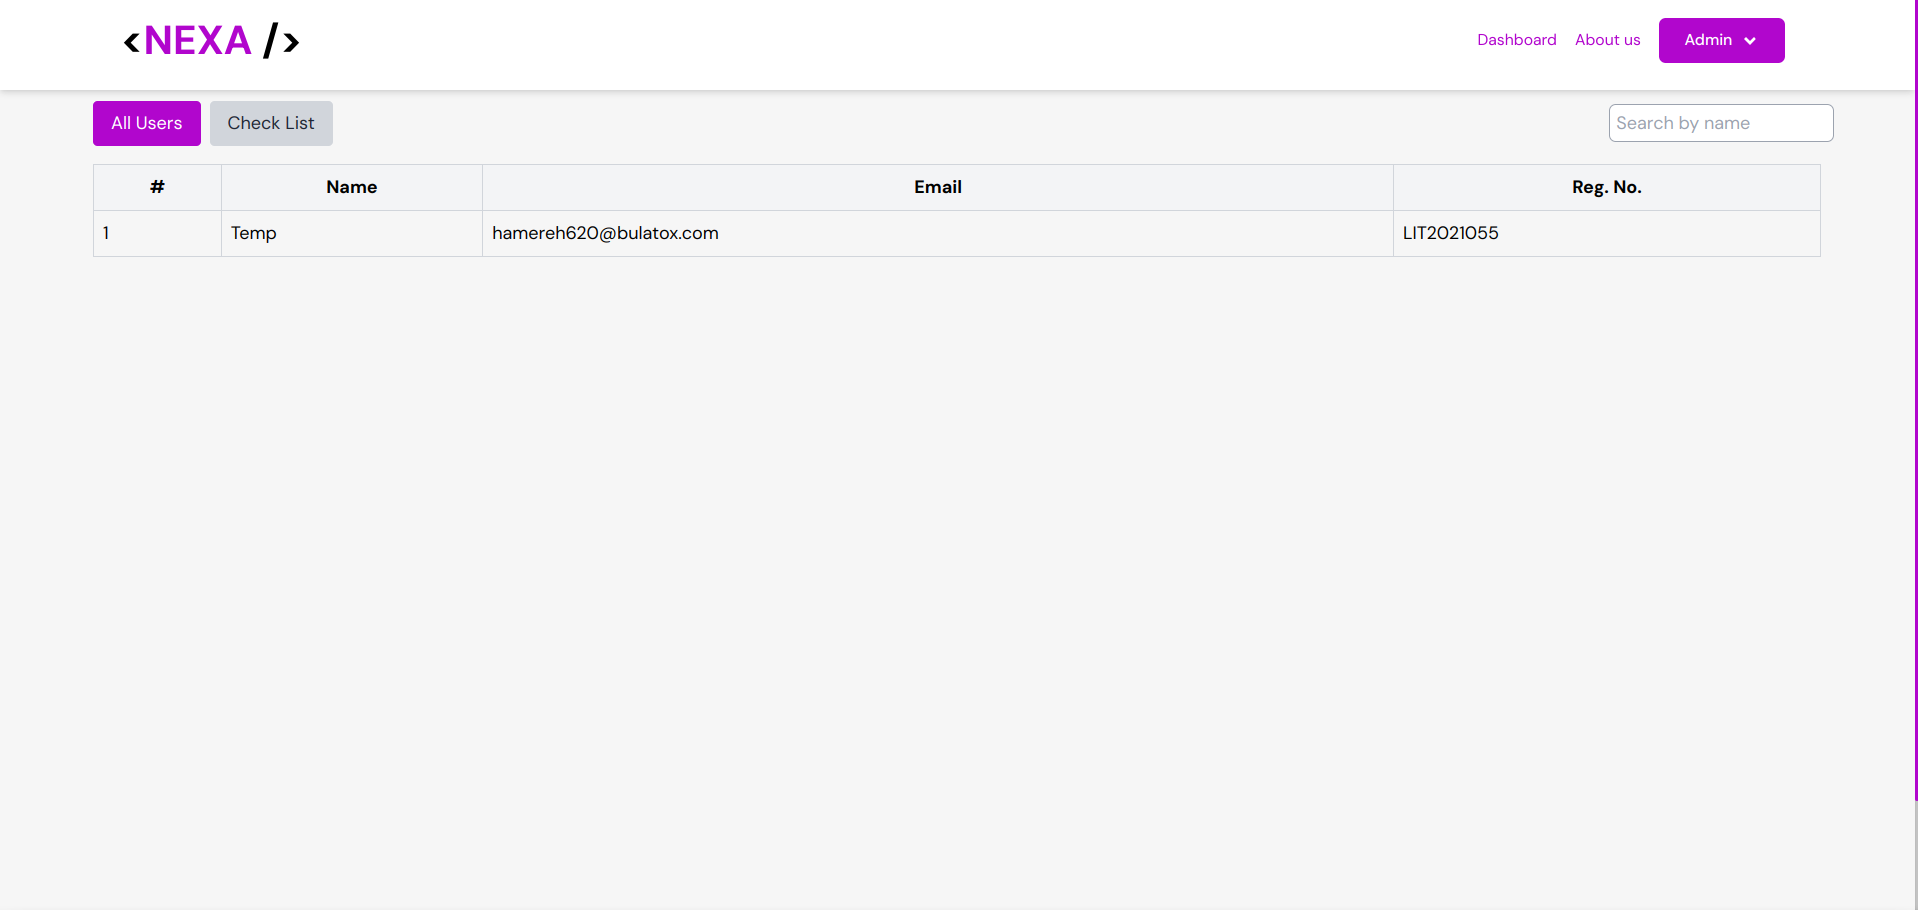 <NEXA />
Dashboard About us Admin
All Users Check List Search by name
# Name Email Reg. No.
1 Temp hamereh620@bulatox.com LIT2021055